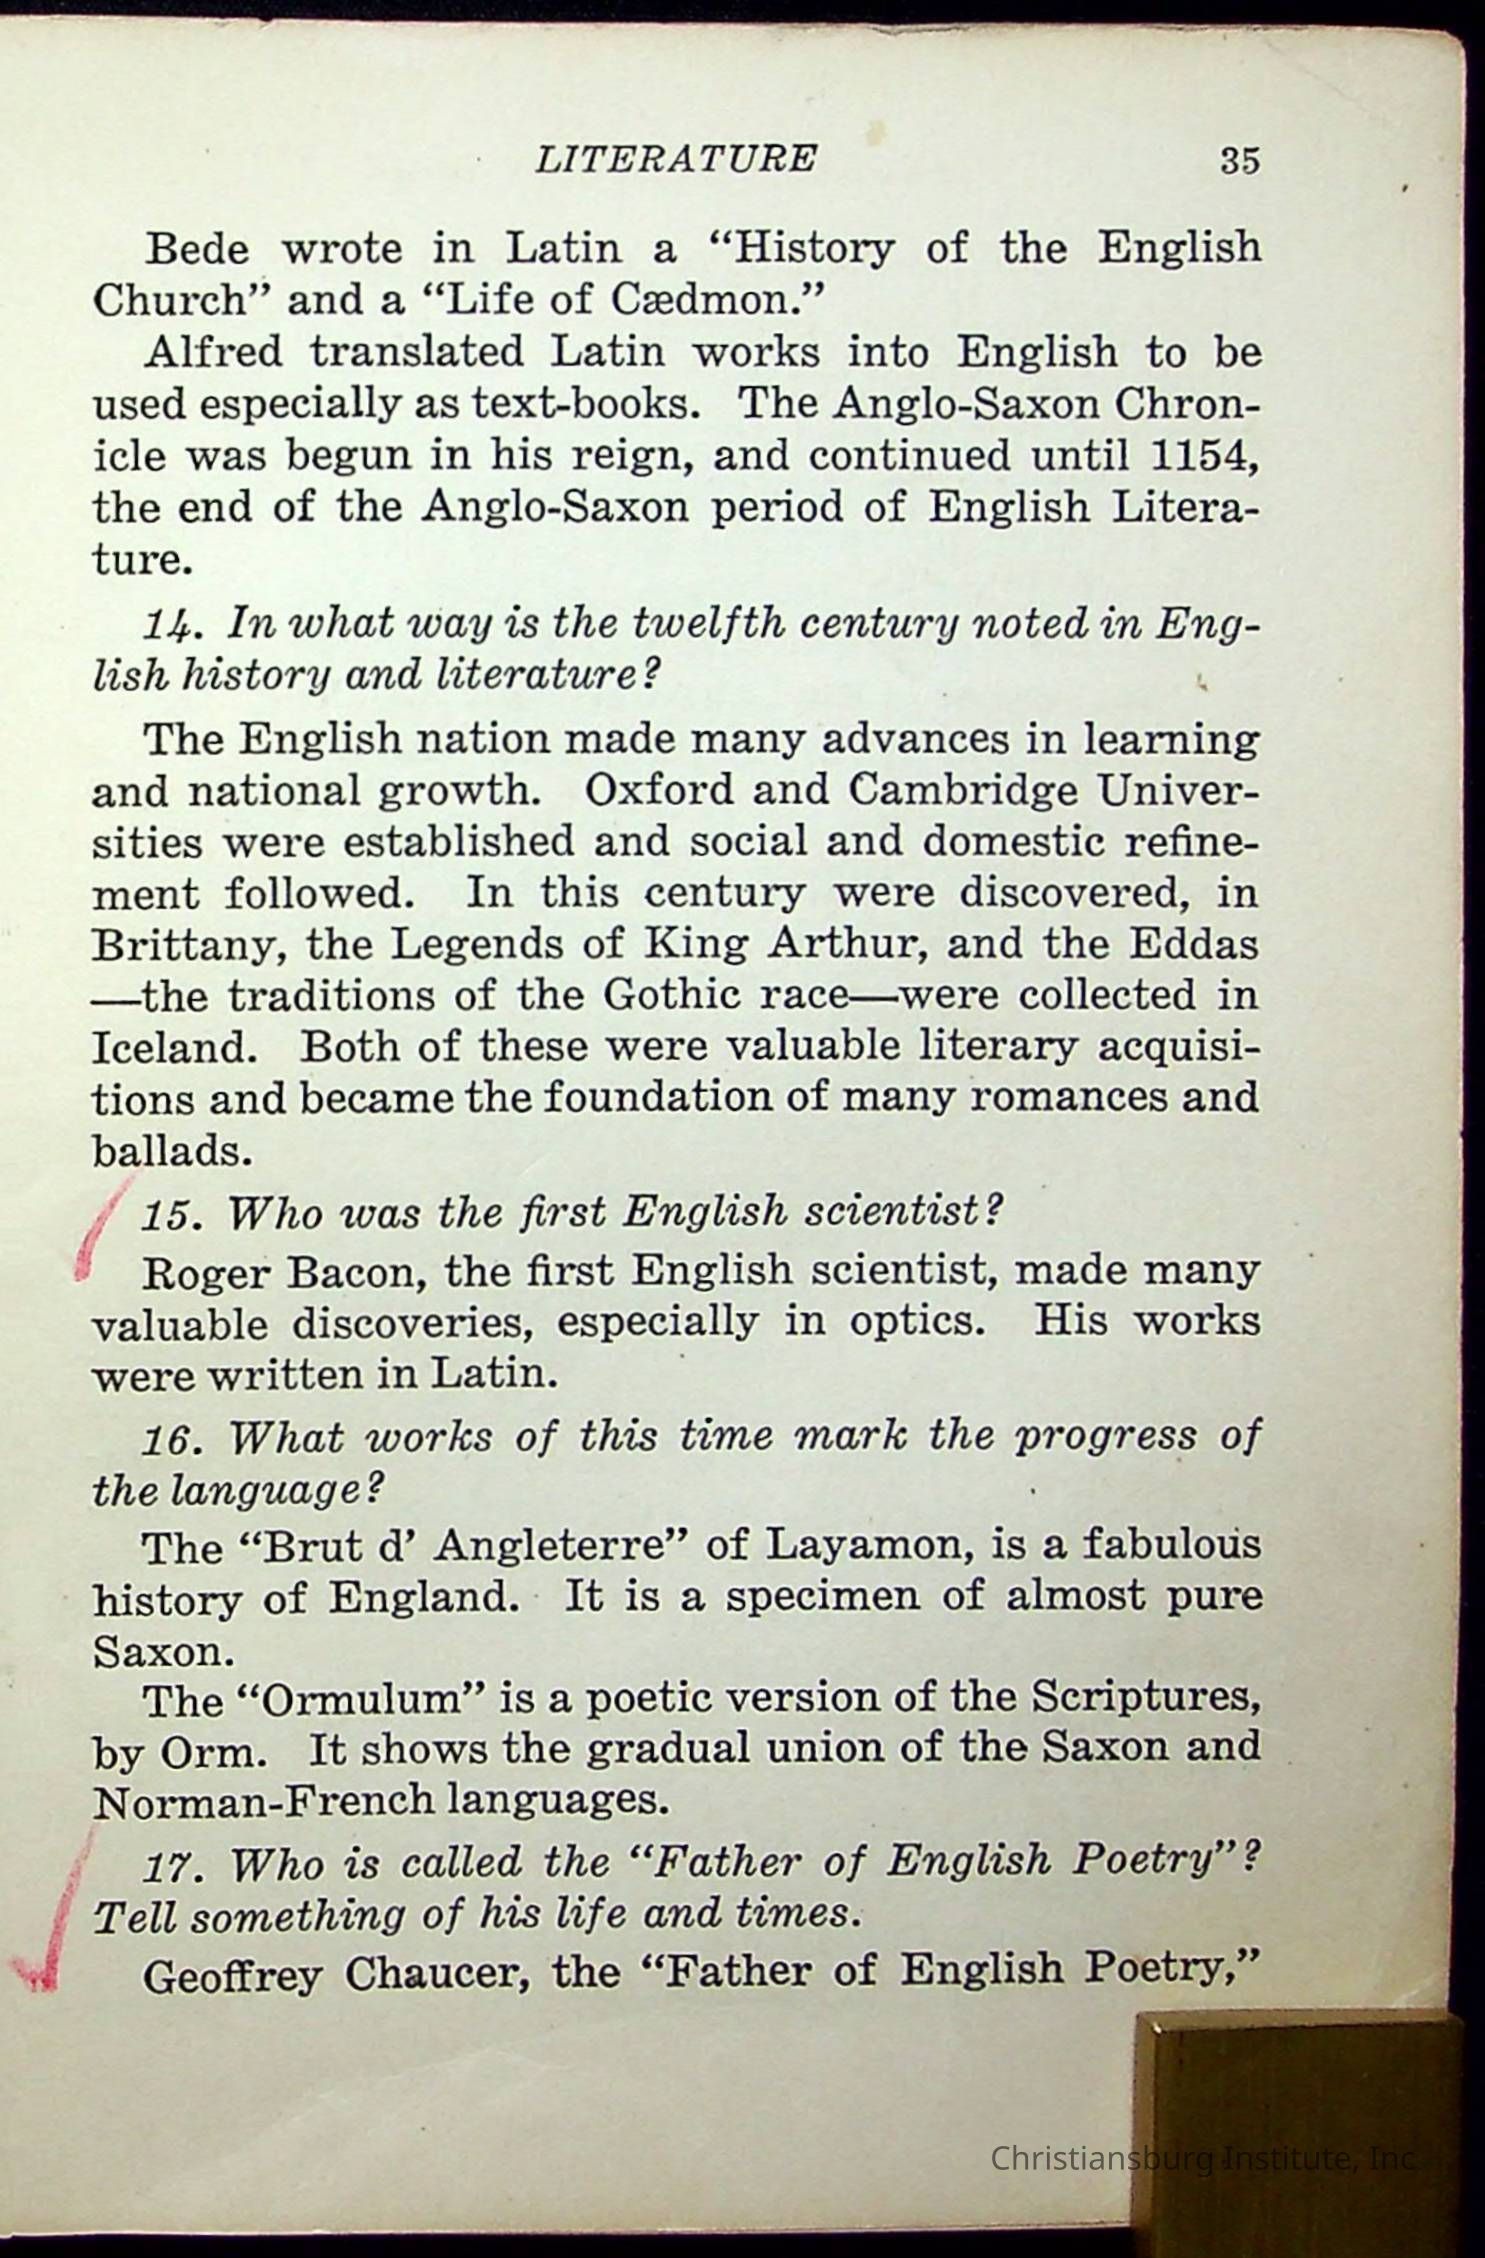 LITERATURE 35
Bede wrote in Latin a “History of the English
Church” and a “Life of Cædmon.”
Alfred translated Latin works into English to be
used especially as text-books. The Anglo-Saxon Chron-
icle was begun in his reign, and continued until 1154,
the end of the Anglo-Saxon period of English Litera-
ture.
14. In what way is the twelfth century noted in Eng-
lish history and literature?
The English nation made many advances in learning
and national growth. Oxford and Cambridge Univer-
sities were established and social and domestic refine-
ment followed. In this century were discovered, in
Brittany, the Legends of King Arthur, and the Eddas
—the traditions of the Gothic race—were collected in
Iceland. Both of these were valuable literary acquisi-
tions and became the foundation of many romances and
ballads.
15. Who was the first English scientist?
Roger Bacon, the first English scientist, made many
valuable discoveries, especially in optics. His works
were written in Latin.
16. What works of this time mark the progress of
the language?
The “Brut d’ Angleterre” of Layamon, is a fabulous
history of England. It is a specimen of almost pure
Saxon.
The “Ormulum” is a poetic version of the Scriptures,
by Orm. It shows the gradual union of the Saxon and
Norman-French languages.
17. Who is called the “Father of English Poetry”?
Tell something of his life and times.
Geoffrey Chaucer, the “Father of English Poetry,”
Christiansburg Institute, Inc.